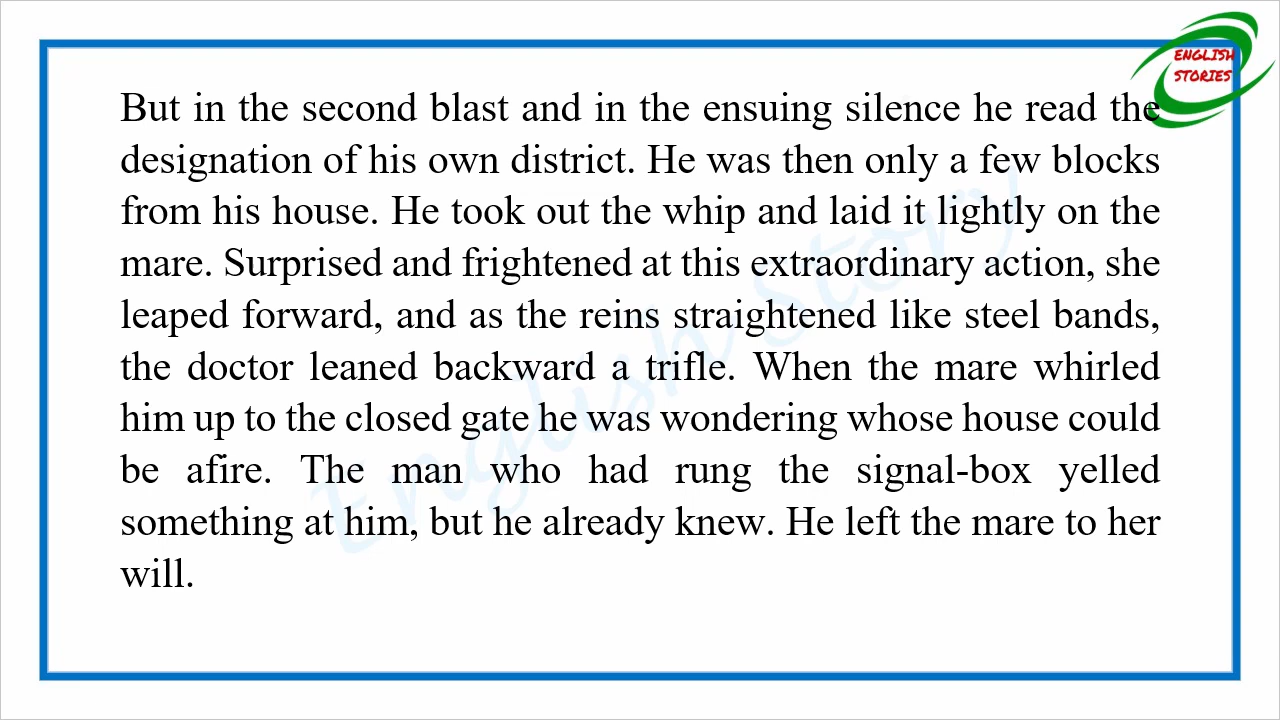 ENGLISH
STORIES
But in the second blast and in the ensuing silence he read the
designation of his own district. He was then only a few blocks
from his house. He took out the whip and laid it lightly on the
mare. Surprised and frightened at this extraordinary action, she
leaped forward, and as the reins straightened like steel bands,
the doctor leaned backward a trifle. When the mare whirled
him up to the closed gate he was wondering whose house could
be afire. The man who had rung the signal-box yelled
something at him, but he already knew. He left the mare to her
will.
English Story